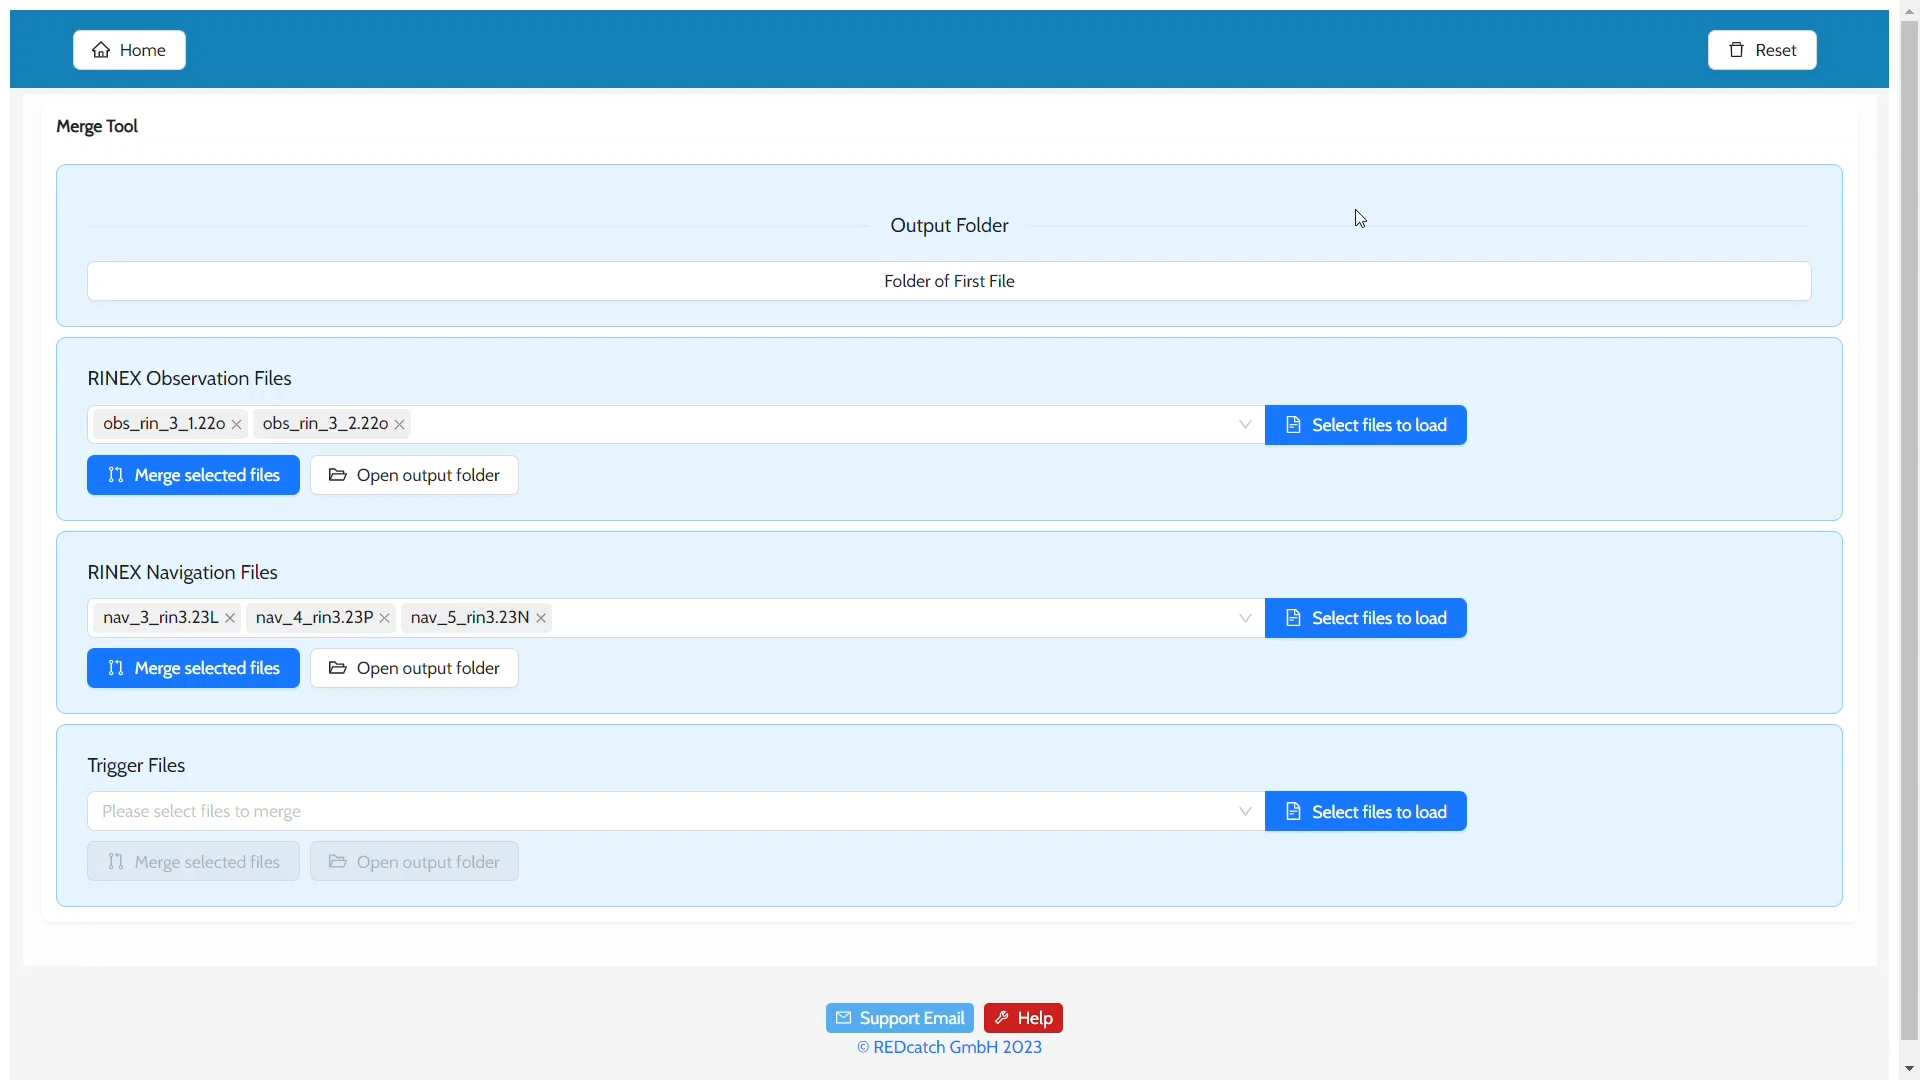 Home
Reset
Merge Tool
Output Folder
Folder of First File
RINEX Observation Files
obs_rin_3_1.22o obs_rin_3_2.22o Select files to load
Merge selected files Open output folder
RINEX Navigation Files
nav_3_rin3.23L nav_4_rin3.23P nav_5_rin3.23N Select files to load
Merge selected files Open output folder
Trigger Files
Please select files to merge Select files to load
Merge selected files Open output folder
Support Email Help
© REDcatch GmbH 2023